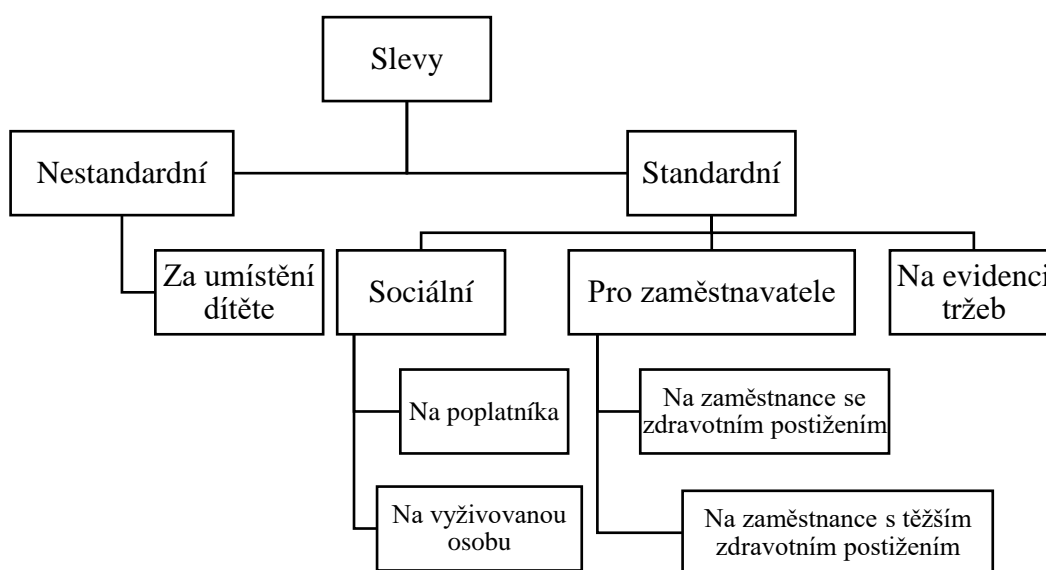 Slevy
Nestandardní
Standardní
Za umístění
dítěte
Sociální
Pro zaměstnavatele
Na evidenci
tržeb
Na poplatníka
Na zaměstnance se
zdravotním postižením
Na vyživovanou
osobu
Na zaměstnance s těžším
zdravotním postižením